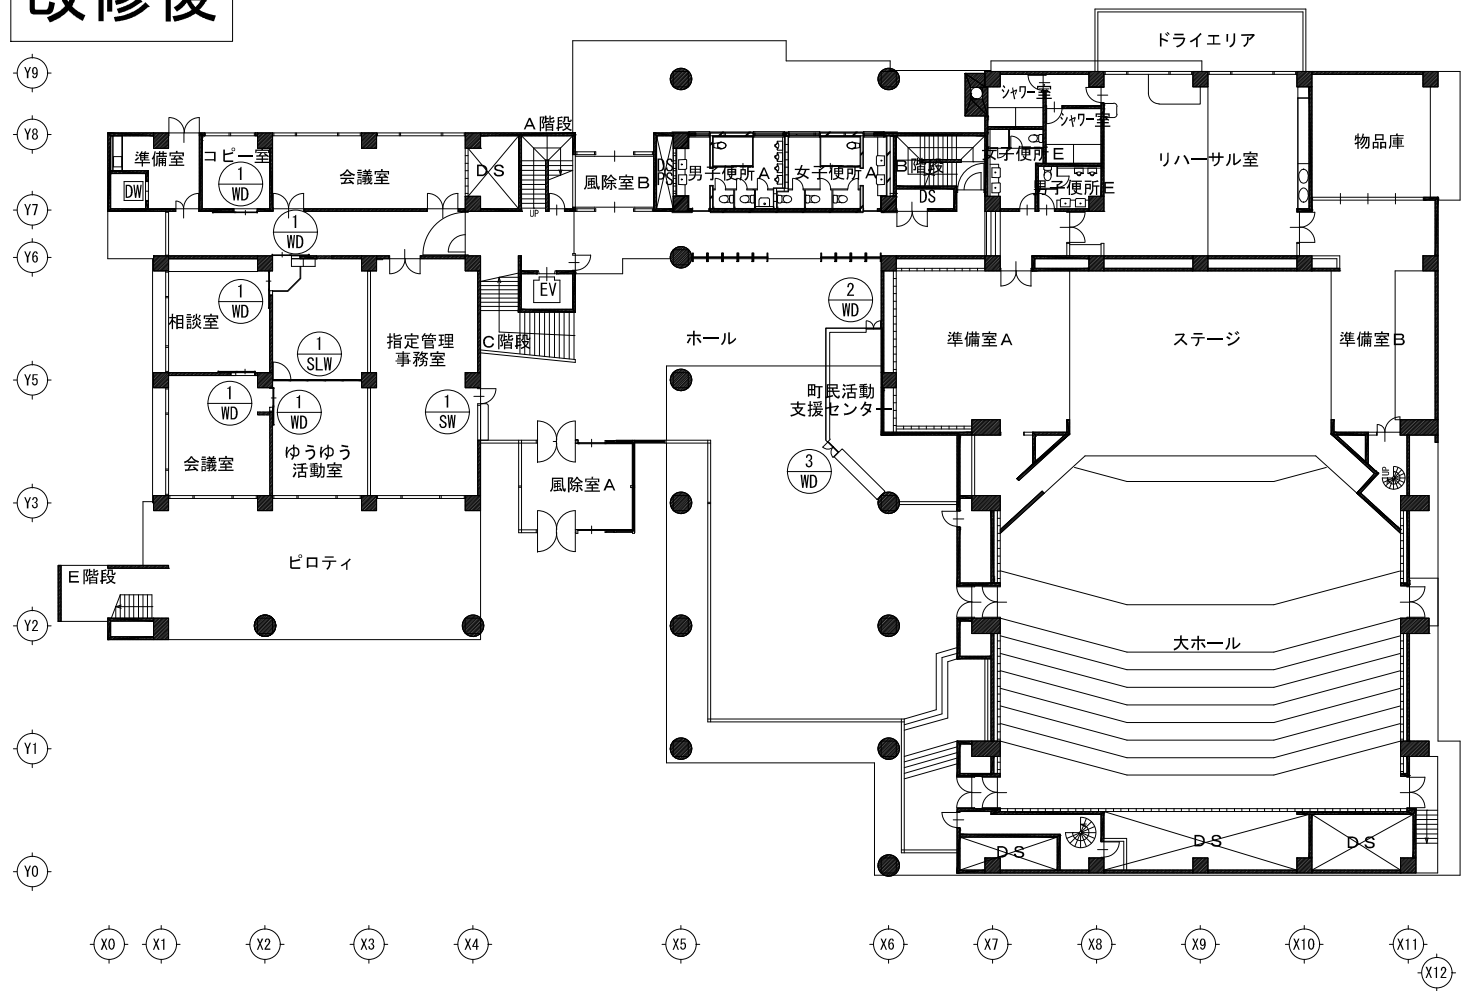 改修後
ドライエリア
Y9
シャワー室
シャワー室
Y8
A階段
準備室
コピー室
1
WD
会議室
DS
風除室B
DS
PS
男子便所A
女子便所A
B階段
女子便所E
リハーサル室
物品庫
DW
男子便所E
DS
Y7
UP
1
WD
Y6
EV
1
WD
2
WD
相談室
1
SLW
指定管理
事務室
C階段
ホール
準備室A
ステージ
準備室B
Y5
町民活動
支援センタ
1
WD
1
WD
1
SW
会議室
ゆうゆう
活動室
3
WD
UP
風除室A
Y3
ピロティ
E階段
Y2
大ホール
Y1
DS
DS
DS
Y0
X0
X1
X2
X3
X4
X5
X6
X7
X8
X9
X10
X11
X12